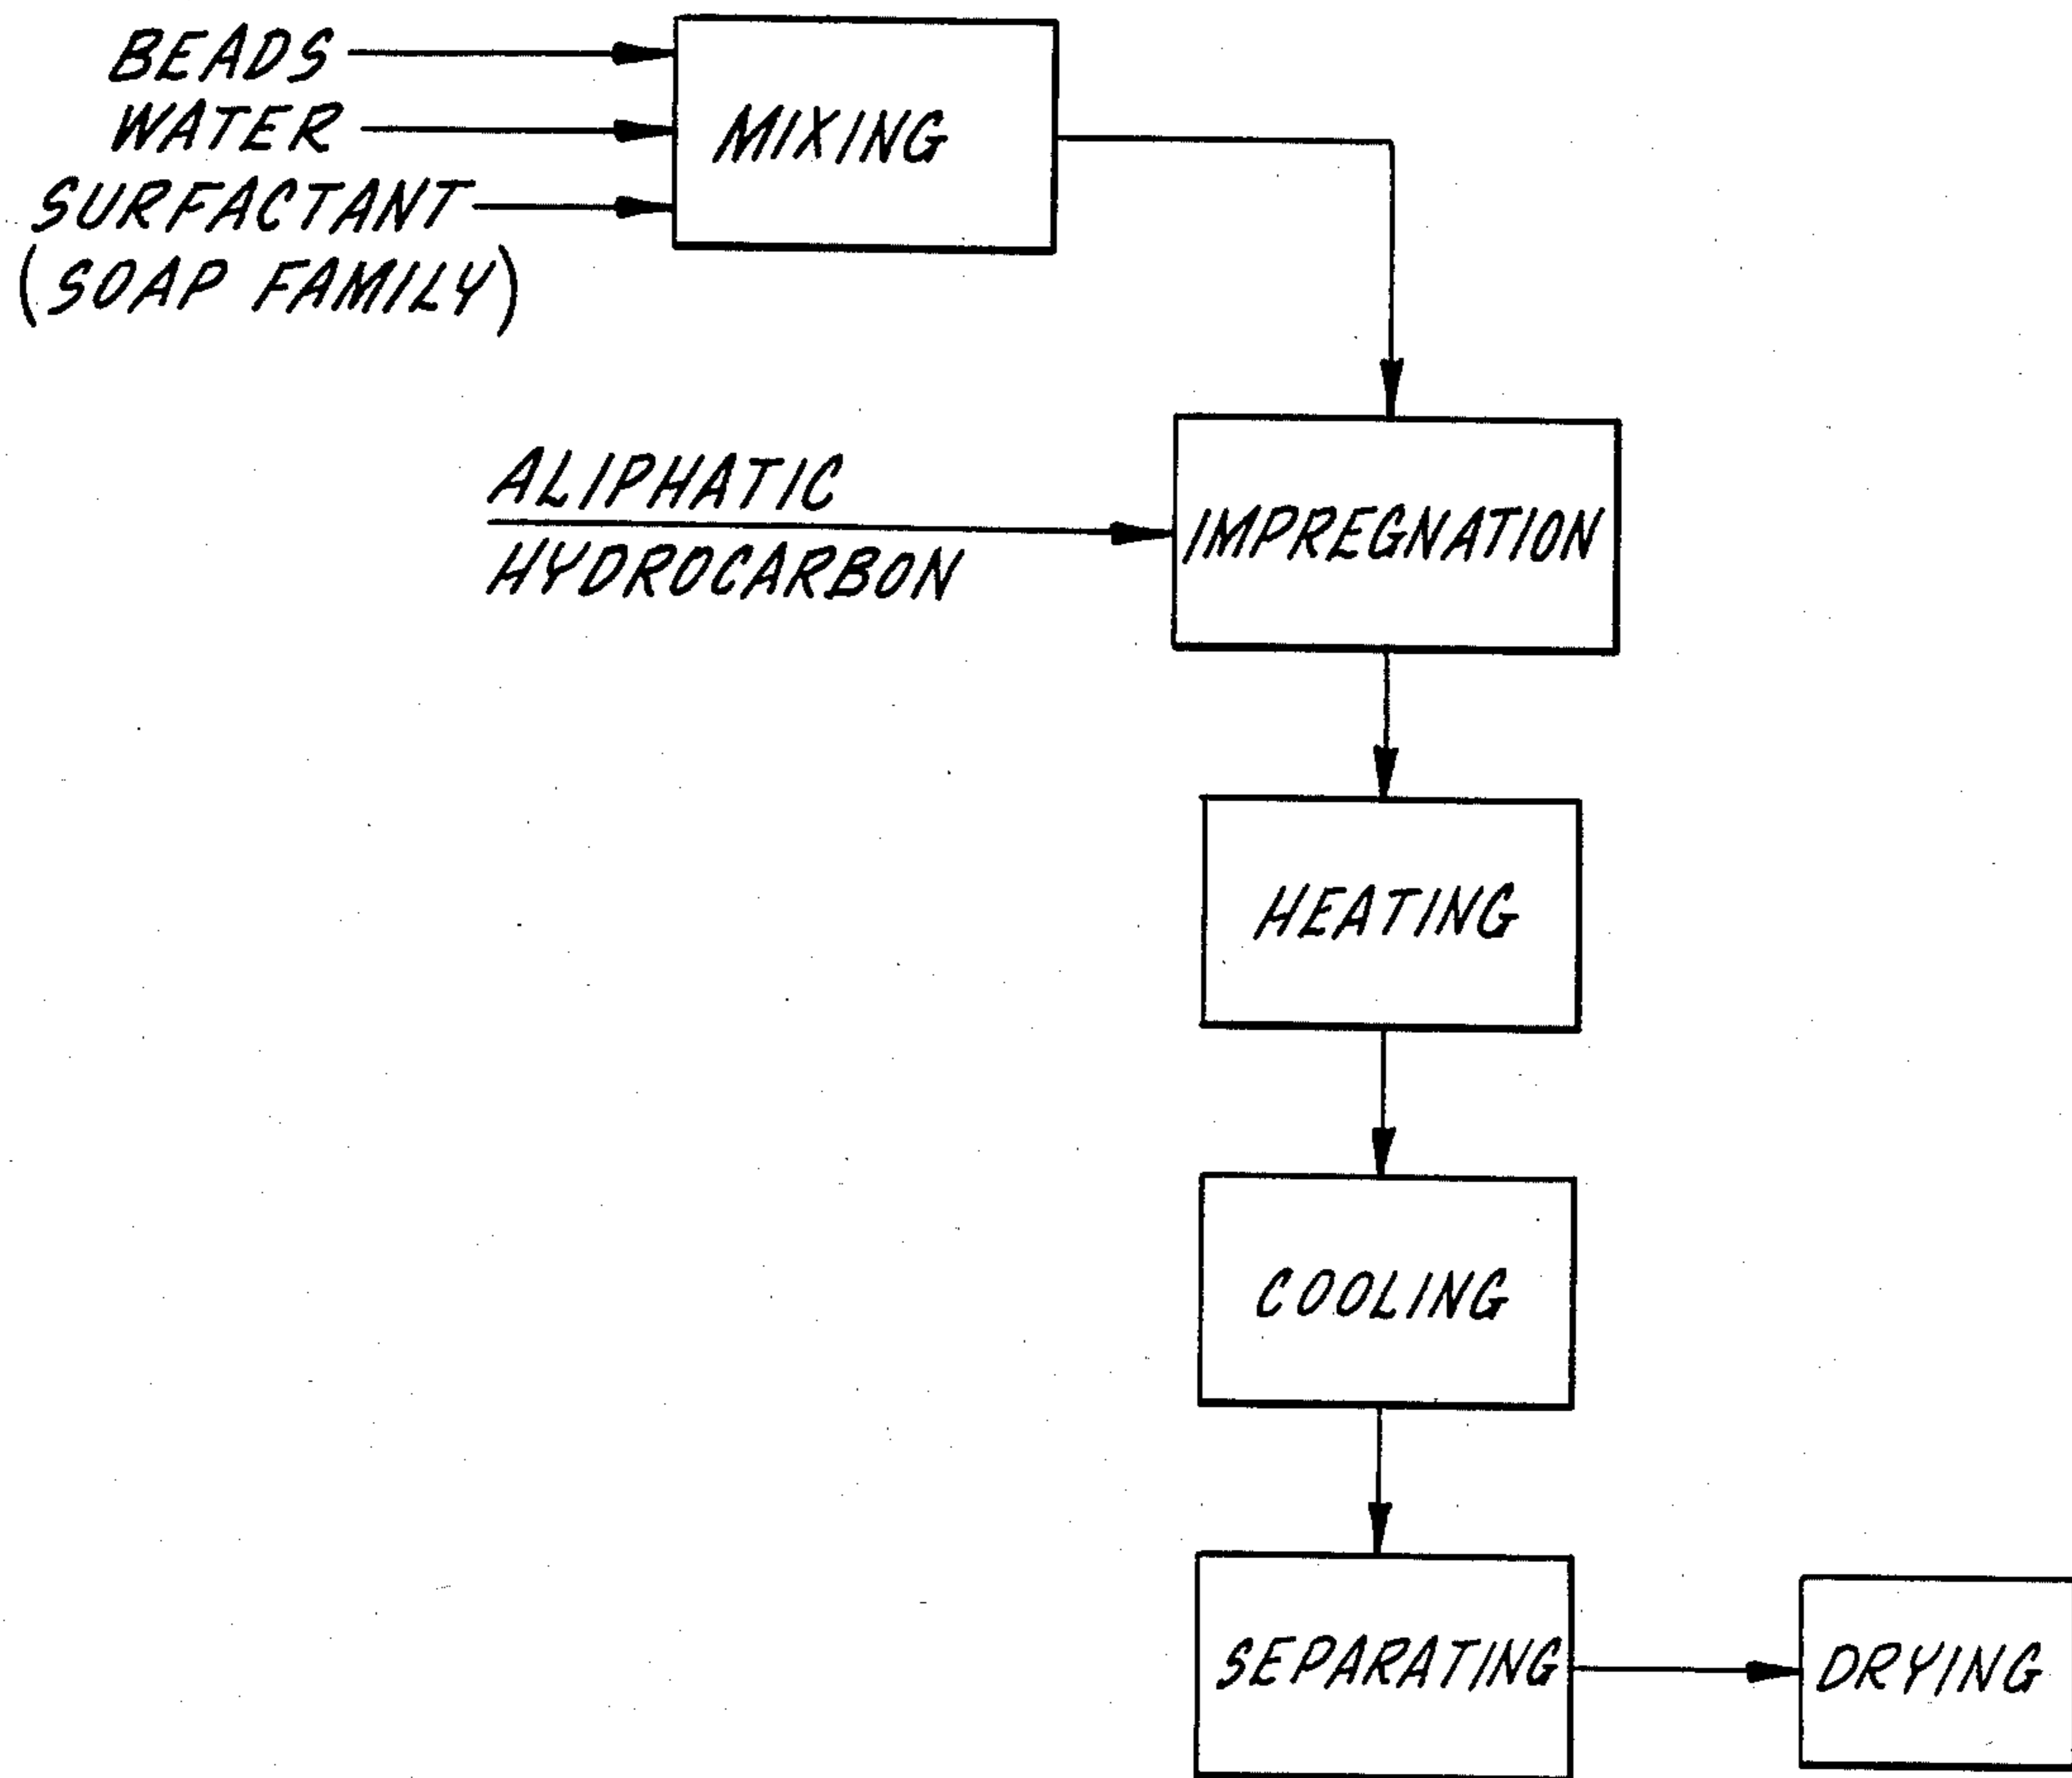 BEADS
WATER
SURFACTANT
(SOAP FAMILY)
MIXING
ALIPHATIC
HYDROCARBON
IMPREGNATION
HEATING
COOLING
SEPARATING
DRYING